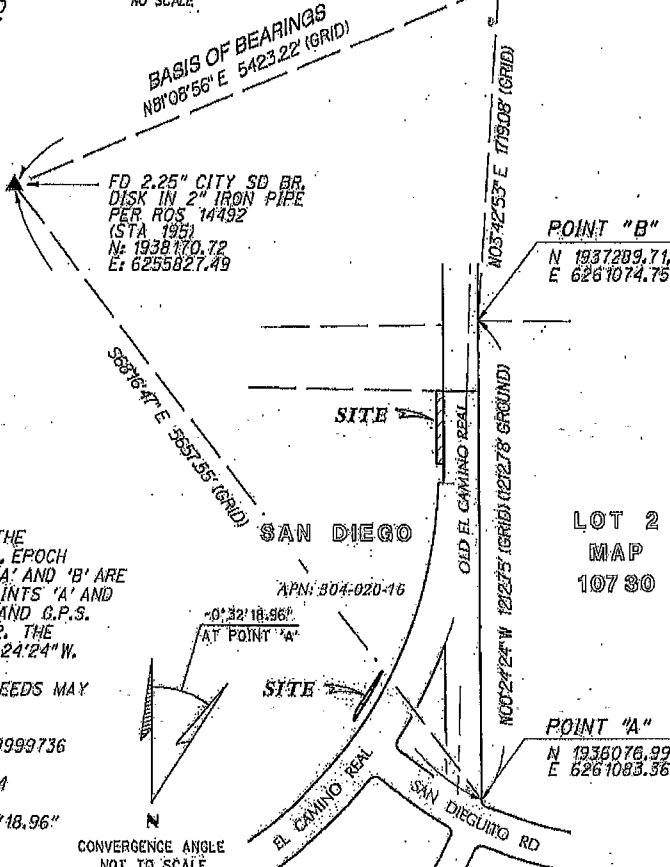 NO SCALE
BASIS OF BEARINGS
N81°08'56" E 5423.22' (GRID)
FD 2.25" CITY SD BR.
DISK IN 2" IRON PIPE
PER ROS 14492
(STA 195)
N: 1938170.72
E: 6255827.49
N03°42'53" E 1719.08' (GRID)
POINT "B"
N 1937289.71,
E 6261074.75
S68°16'47" E 5657.55' (GRID)
SITE
OLD EL CAMINO REAL
N00°24'24" W 1212.75' (GRID) (1212.78' GROUND)
SAN DIEGO
LOT 2
MAP
10730
THE
EPOCH
'A' AND 'B' ARE
INTS 'A' AND
AND G.P.S.
2. THE
24'24" W.
APN: 304-020-16
-0°32'18.96"
AT POINT 'A'
EEDS MAY
SITE
9999736
4
'18.96"
POINT "A"
N 1936076.99
E 6261083.36
EL CAMINO REAL
SAN DIEGUITO RD
N
CONVERGENCE ANGLE
NOT TO SCALE